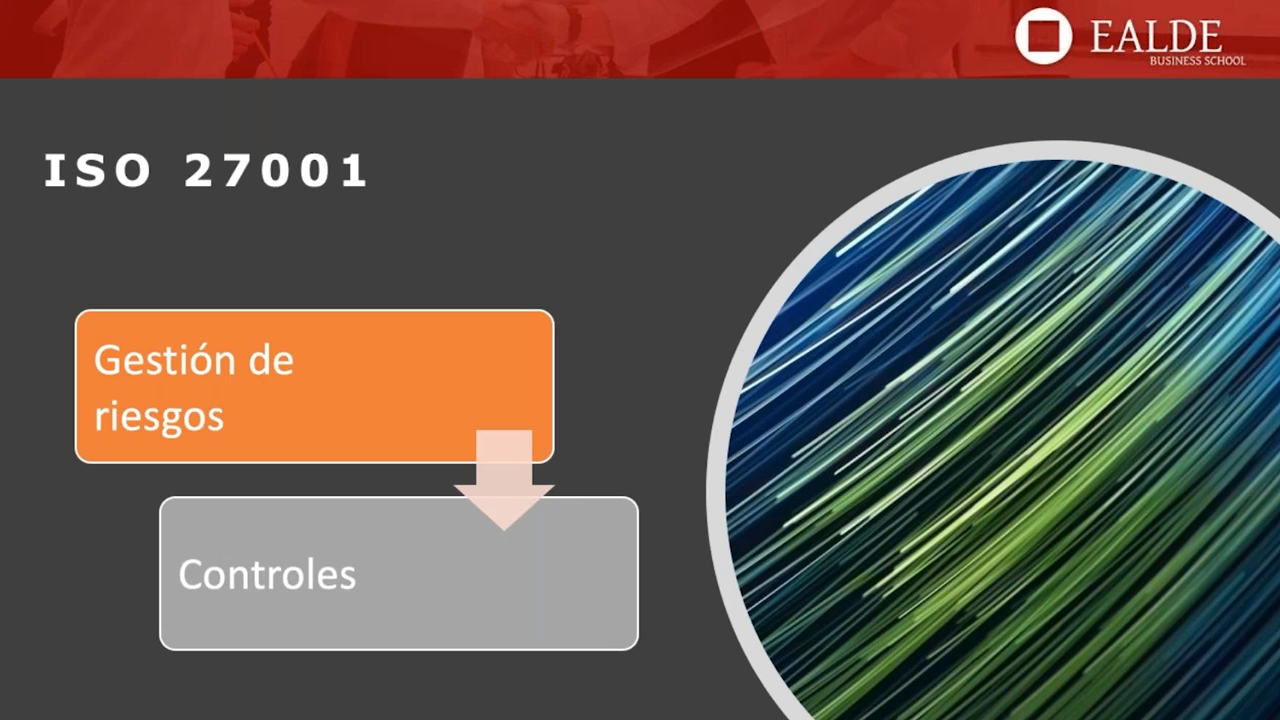 EALDE
BUSINESS SCHOOL
ISO 27001
Gestión de
riesgos
Controles